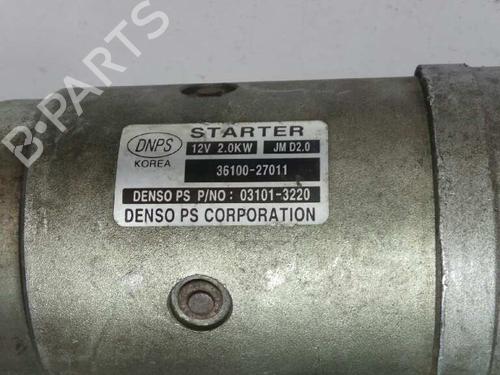 STARTER
DNPS
KOREA
12V 2.0KW JM D2.0
36100-27011
DENSO PS P/NO: 03101-3220
DENSO PS CORPORATION
B-PARTS